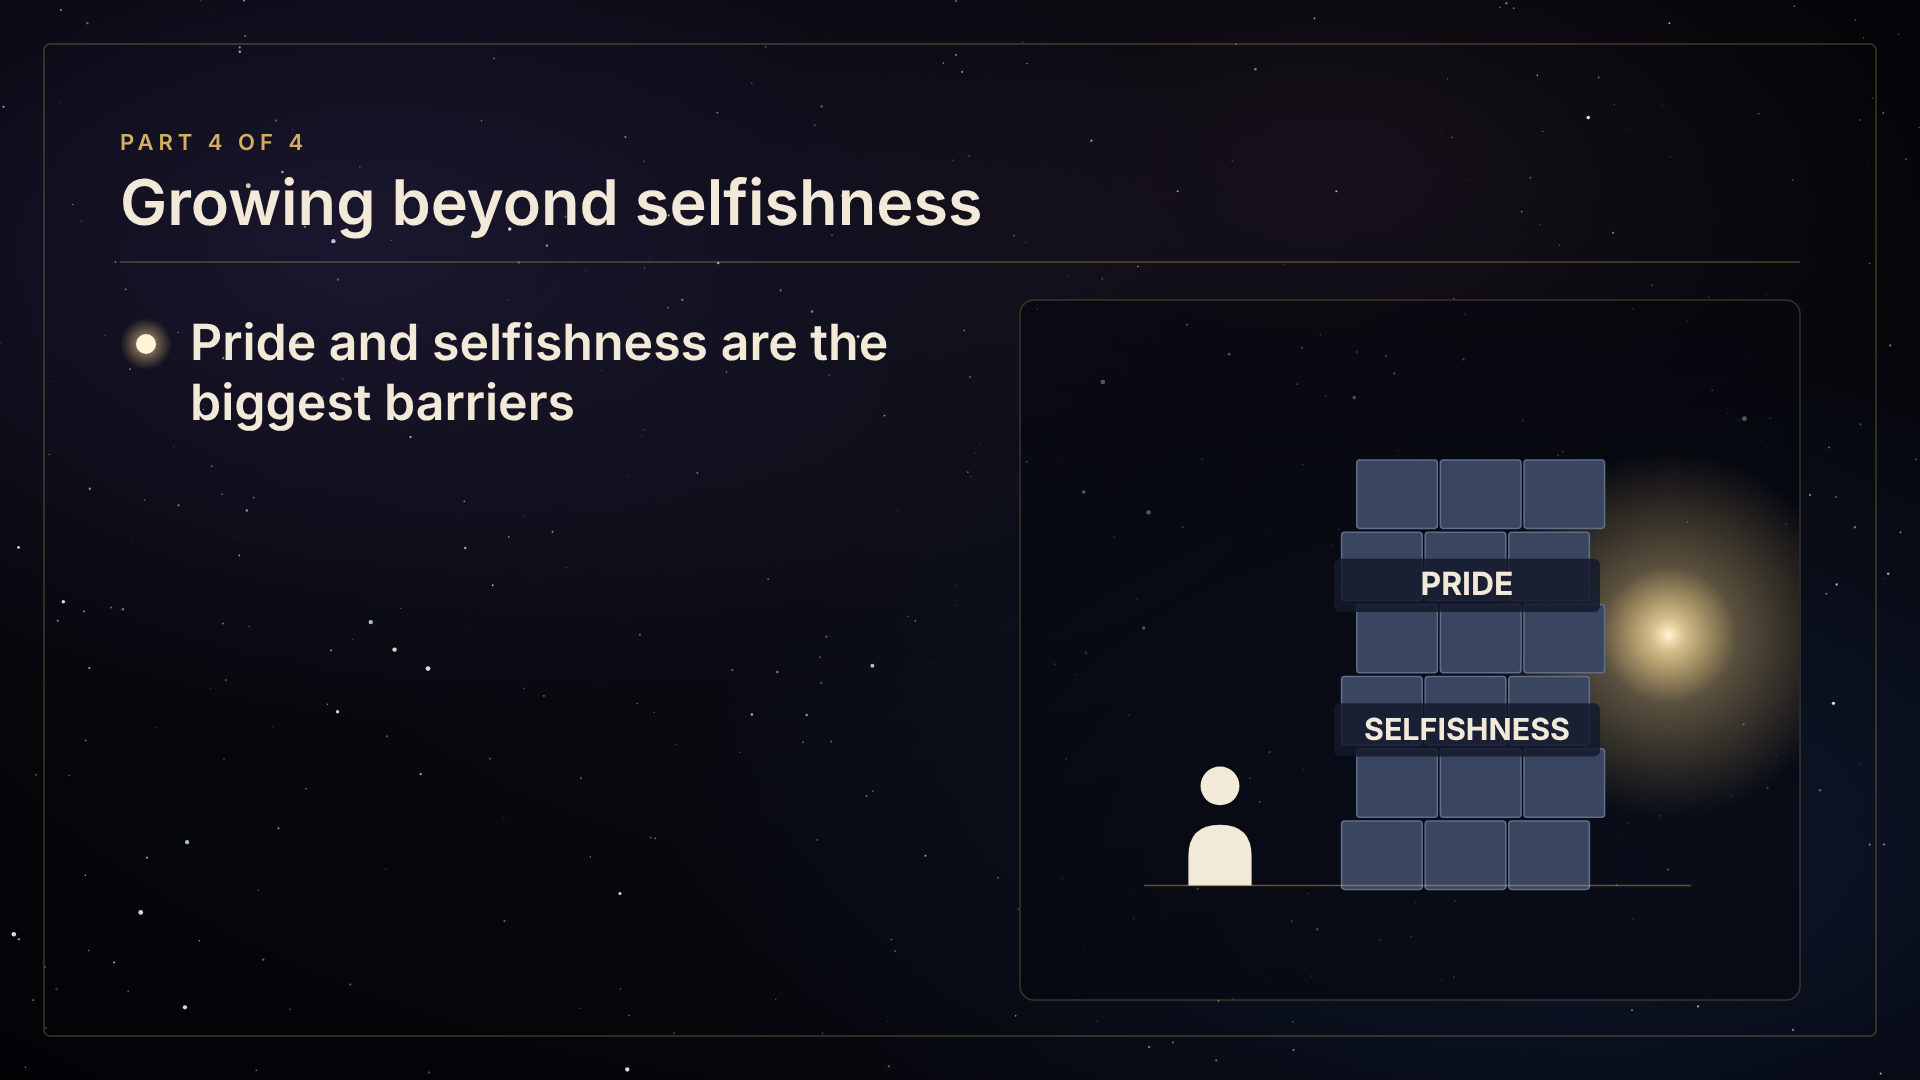 PART 4 OF 4
Growing beyond selfishness
Pride and selfishness are the
biggest barriers
PRIDE
SELFISHNESS